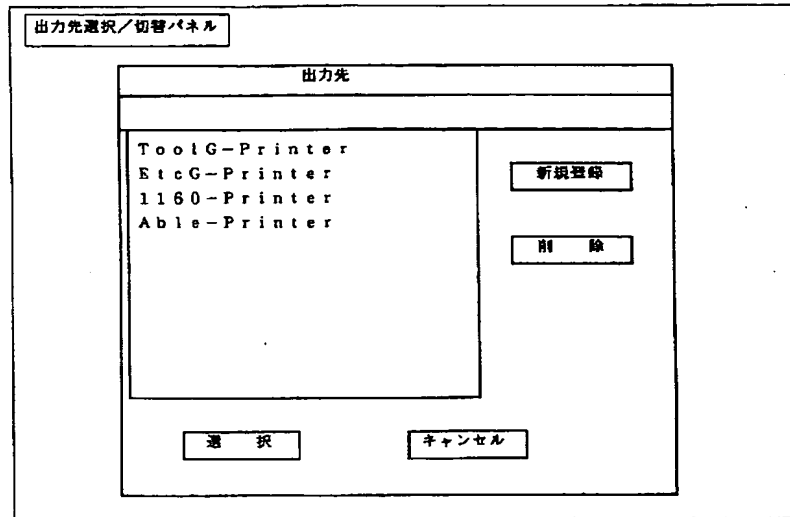 出力先選択／切替パネル
出力先
ToolG-Printer
EtcG-Printer
1160-Printer
Able-Printer
新規登録
削　除
選　択
キャンセル